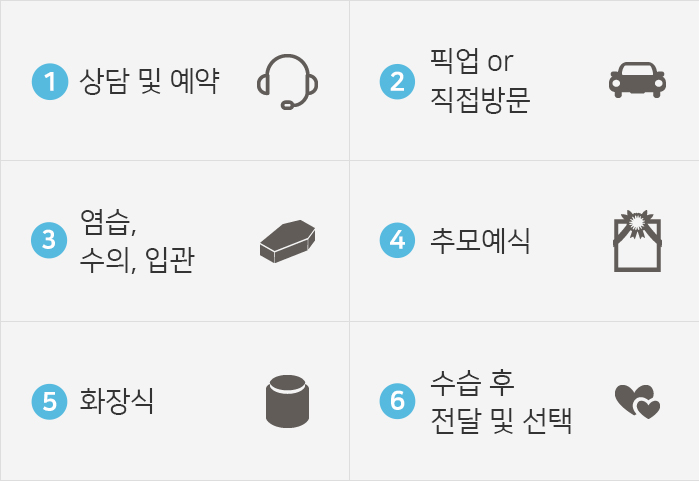 1 상담 및 예약
2 픽업 or
직접방문
3 염습,
수의, 입관
4 추모예식
5 화장식
6 수습 후
전달 및 선택